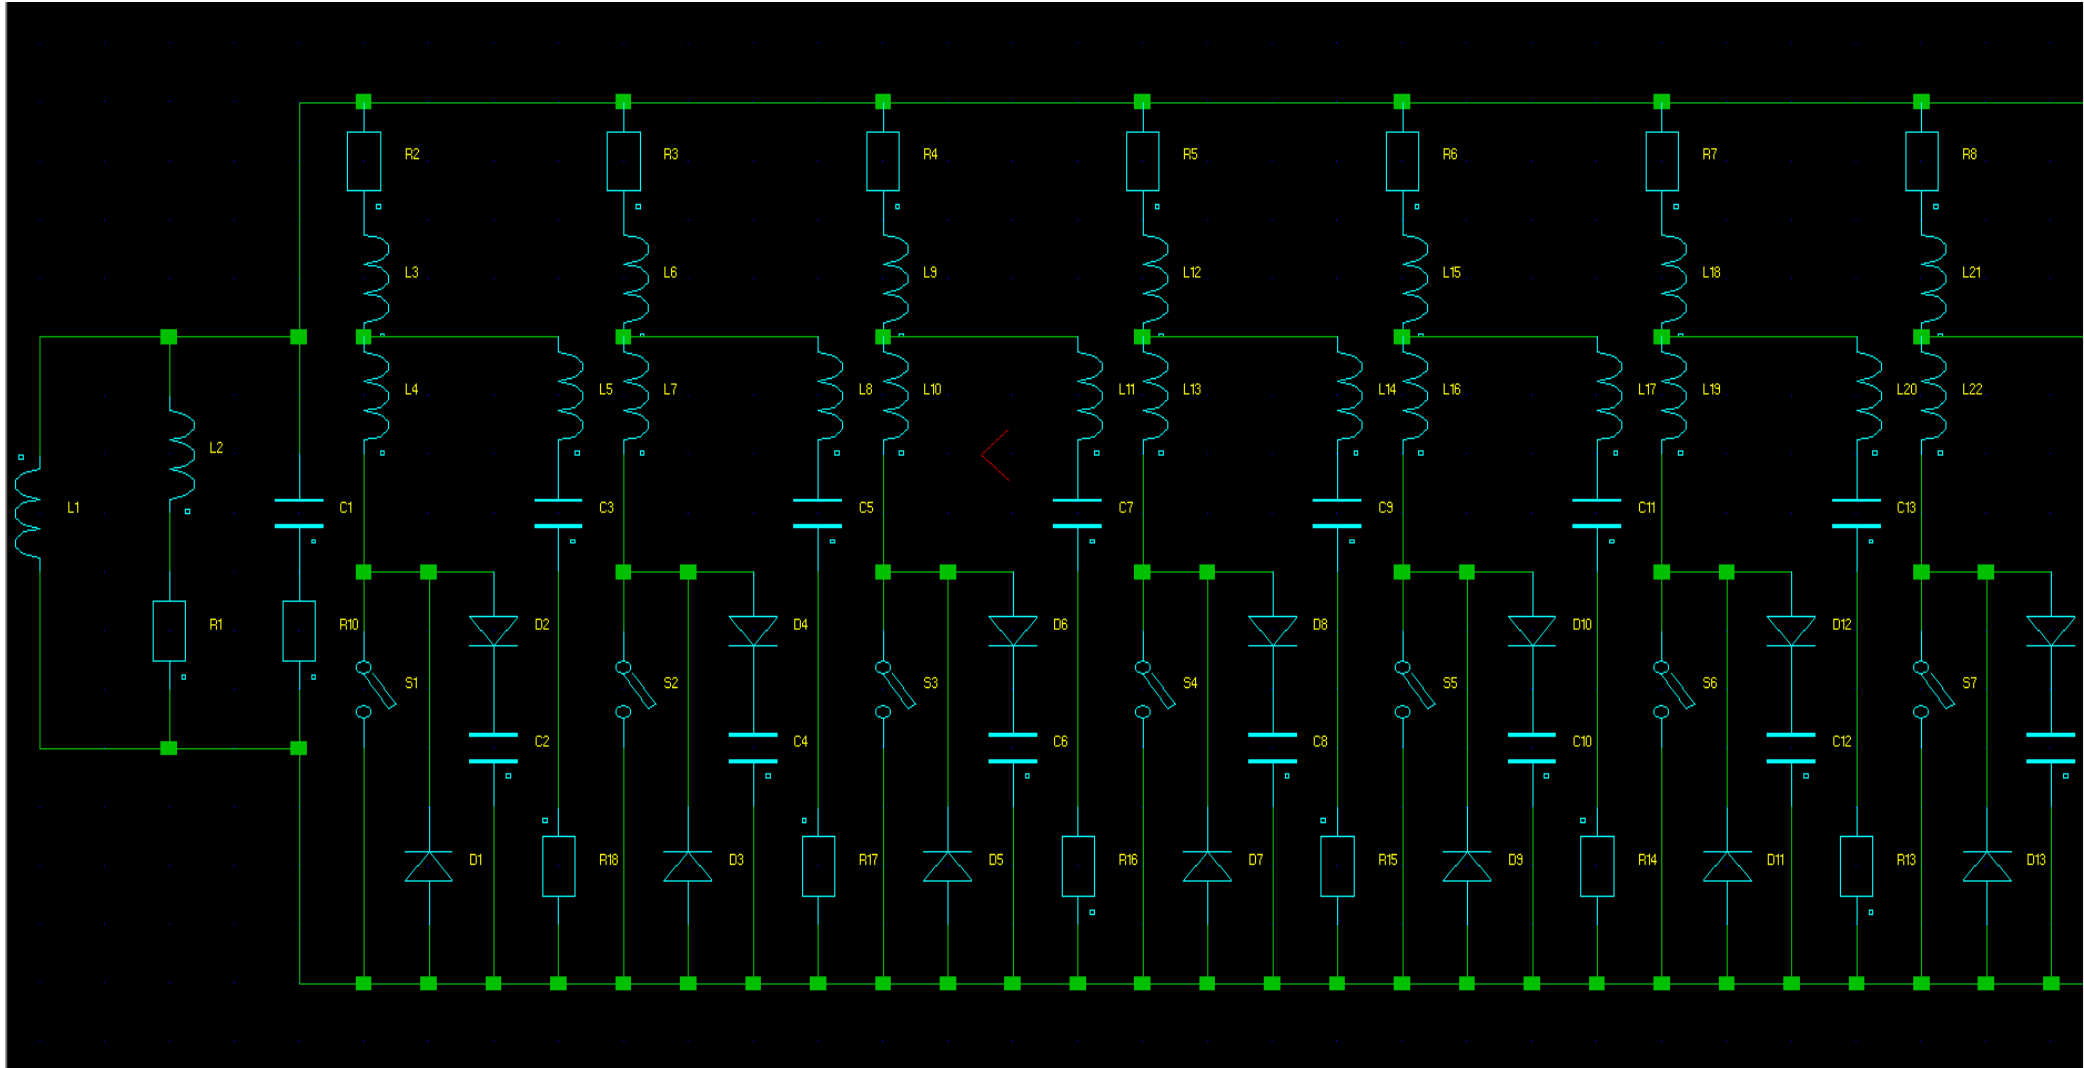 R2 R3 R4 R5 R6 R7 R8
L3 L6 L9 L12 L15 L18 L21
L4 L5 L7 L8 L10 L11 L13 L14 L16 L17 L19 L20 L22
L2
L1 C1 C3 C5 C7 C9 C11 C13
R1 R10 D2 D4 D6 D8 D10 D12
S1 S2 S3 S4 S5 S6 S7
C2 C4 C6 C8 C10 C12
D1 R18 D3 R17 D5 R16 D7 R15 D9 R14 D11 R13 D13